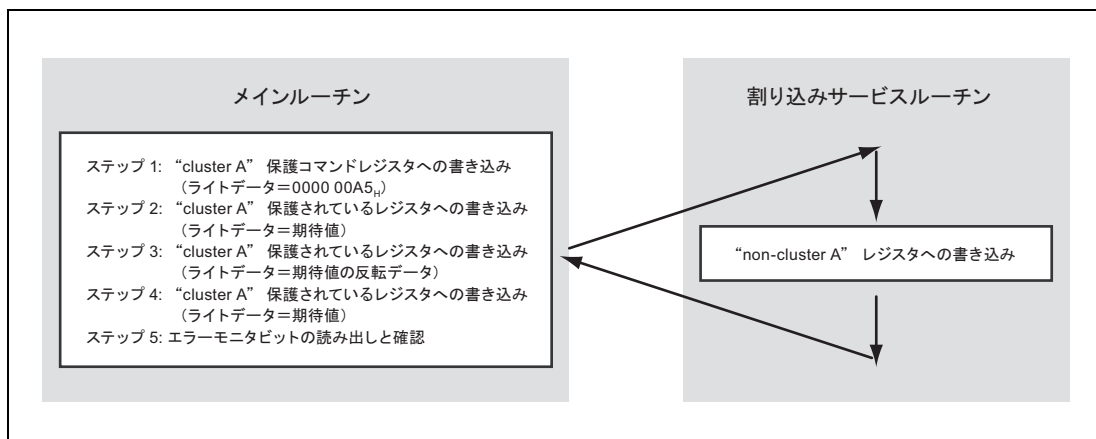 メインルーチン
ステップ 1: “cluster A” 保護コマンドレジスタへの書き込み
（ライトデータ＝0000 00A5H）
ステップ 2: “cluster A” 保護されているレジスタへの書き込み
（ライトデータ＝期待値）
ステップ 3: “cluster A” 保護されているレジスタへの書き込み
（ライトデータ＝期待値の反転データ）
ステップ 4: “cluster A” 保護されているレジスタへの書き込み
（ライトデータ＝期待値）
ステップ 5: エラーモニタビットの読み出しと確認
割り込みサービスルーチン
“non-cluster A” レジスタへの書き込み